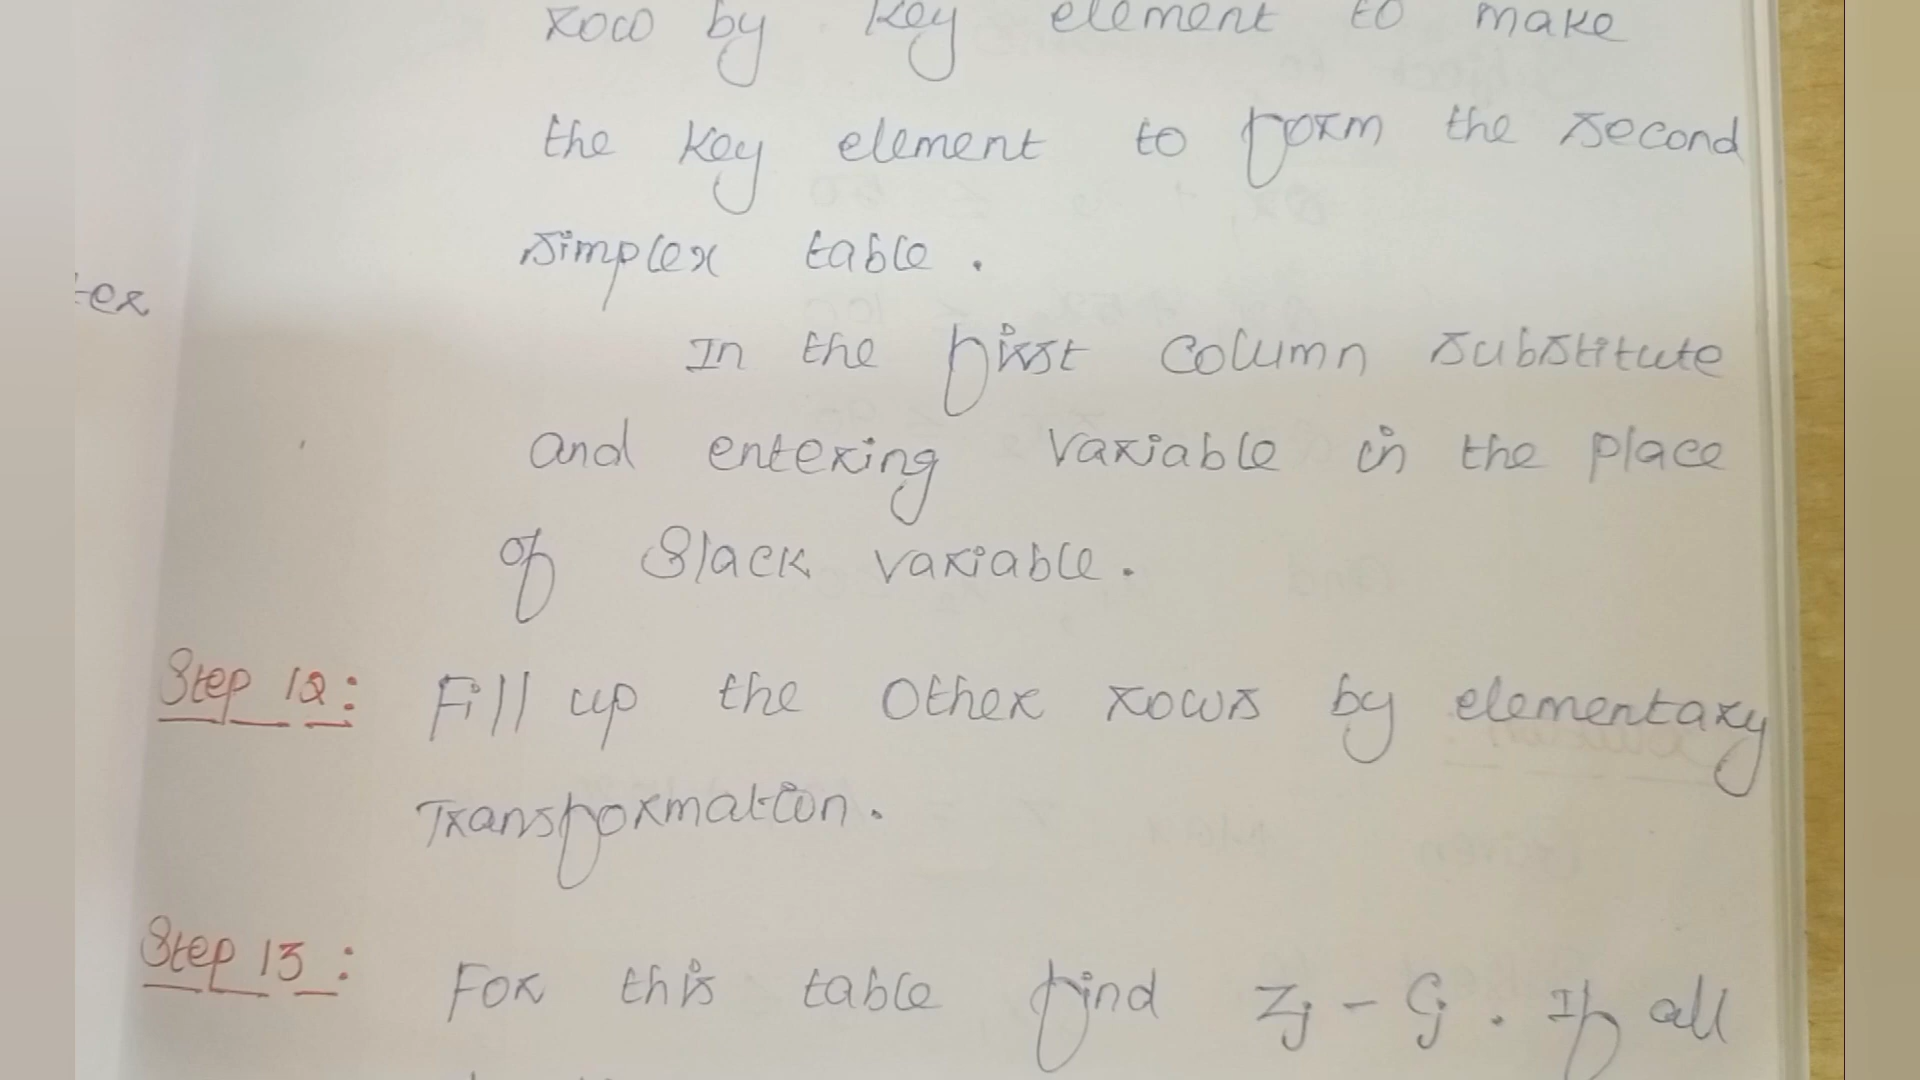 row by key element to make
the key element to form the second
simplex table.
In the first column substitute
and entering variable in the place
of slack variable.
Step 12: Fill up the other rows by elementary
Transformation.
Step 13: For this table find Zj - Cj. If all